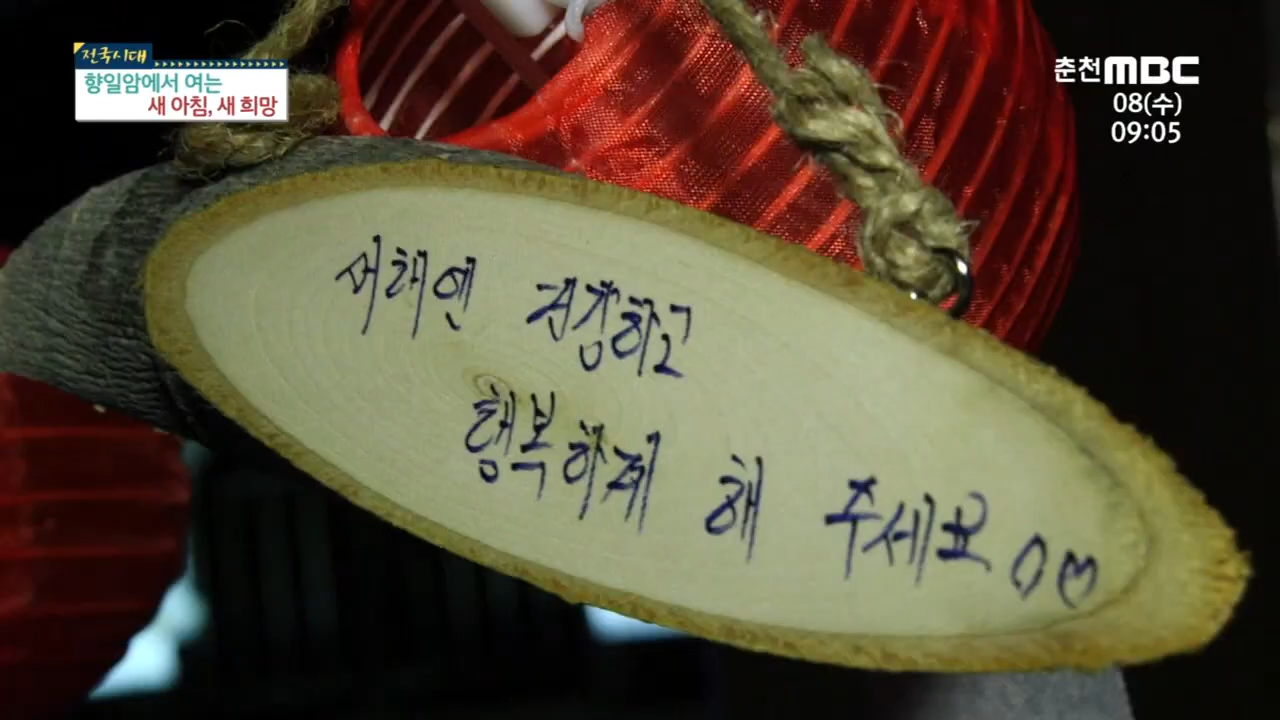 전국시대
향일암에서 여는
새 아침, 새 희망
춘천MBC
08(수)
09:05
새해엔 건강하고
행복하게 해 주세요